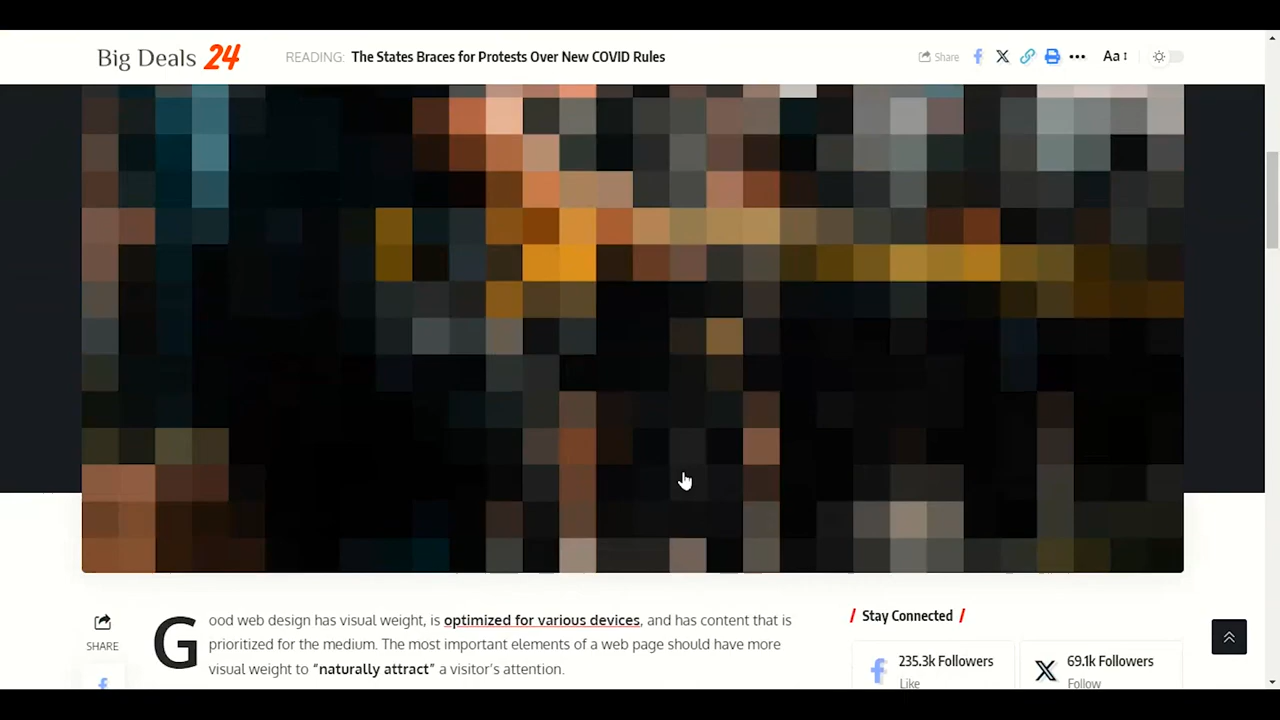 Big Deals 24
READING: The States Braces for Protests Over New COVID Rules
Share
Aa
SHARE
Good web design has visual weight, is optimized for various devices, and has content that is
prioritized for the medium. The most important elements of a web page should have more
visual weight to “naturally attract” a visitor’s attention.
/ Stay Connected /
235.3k Followers
Like
69.1k Followers
Follow